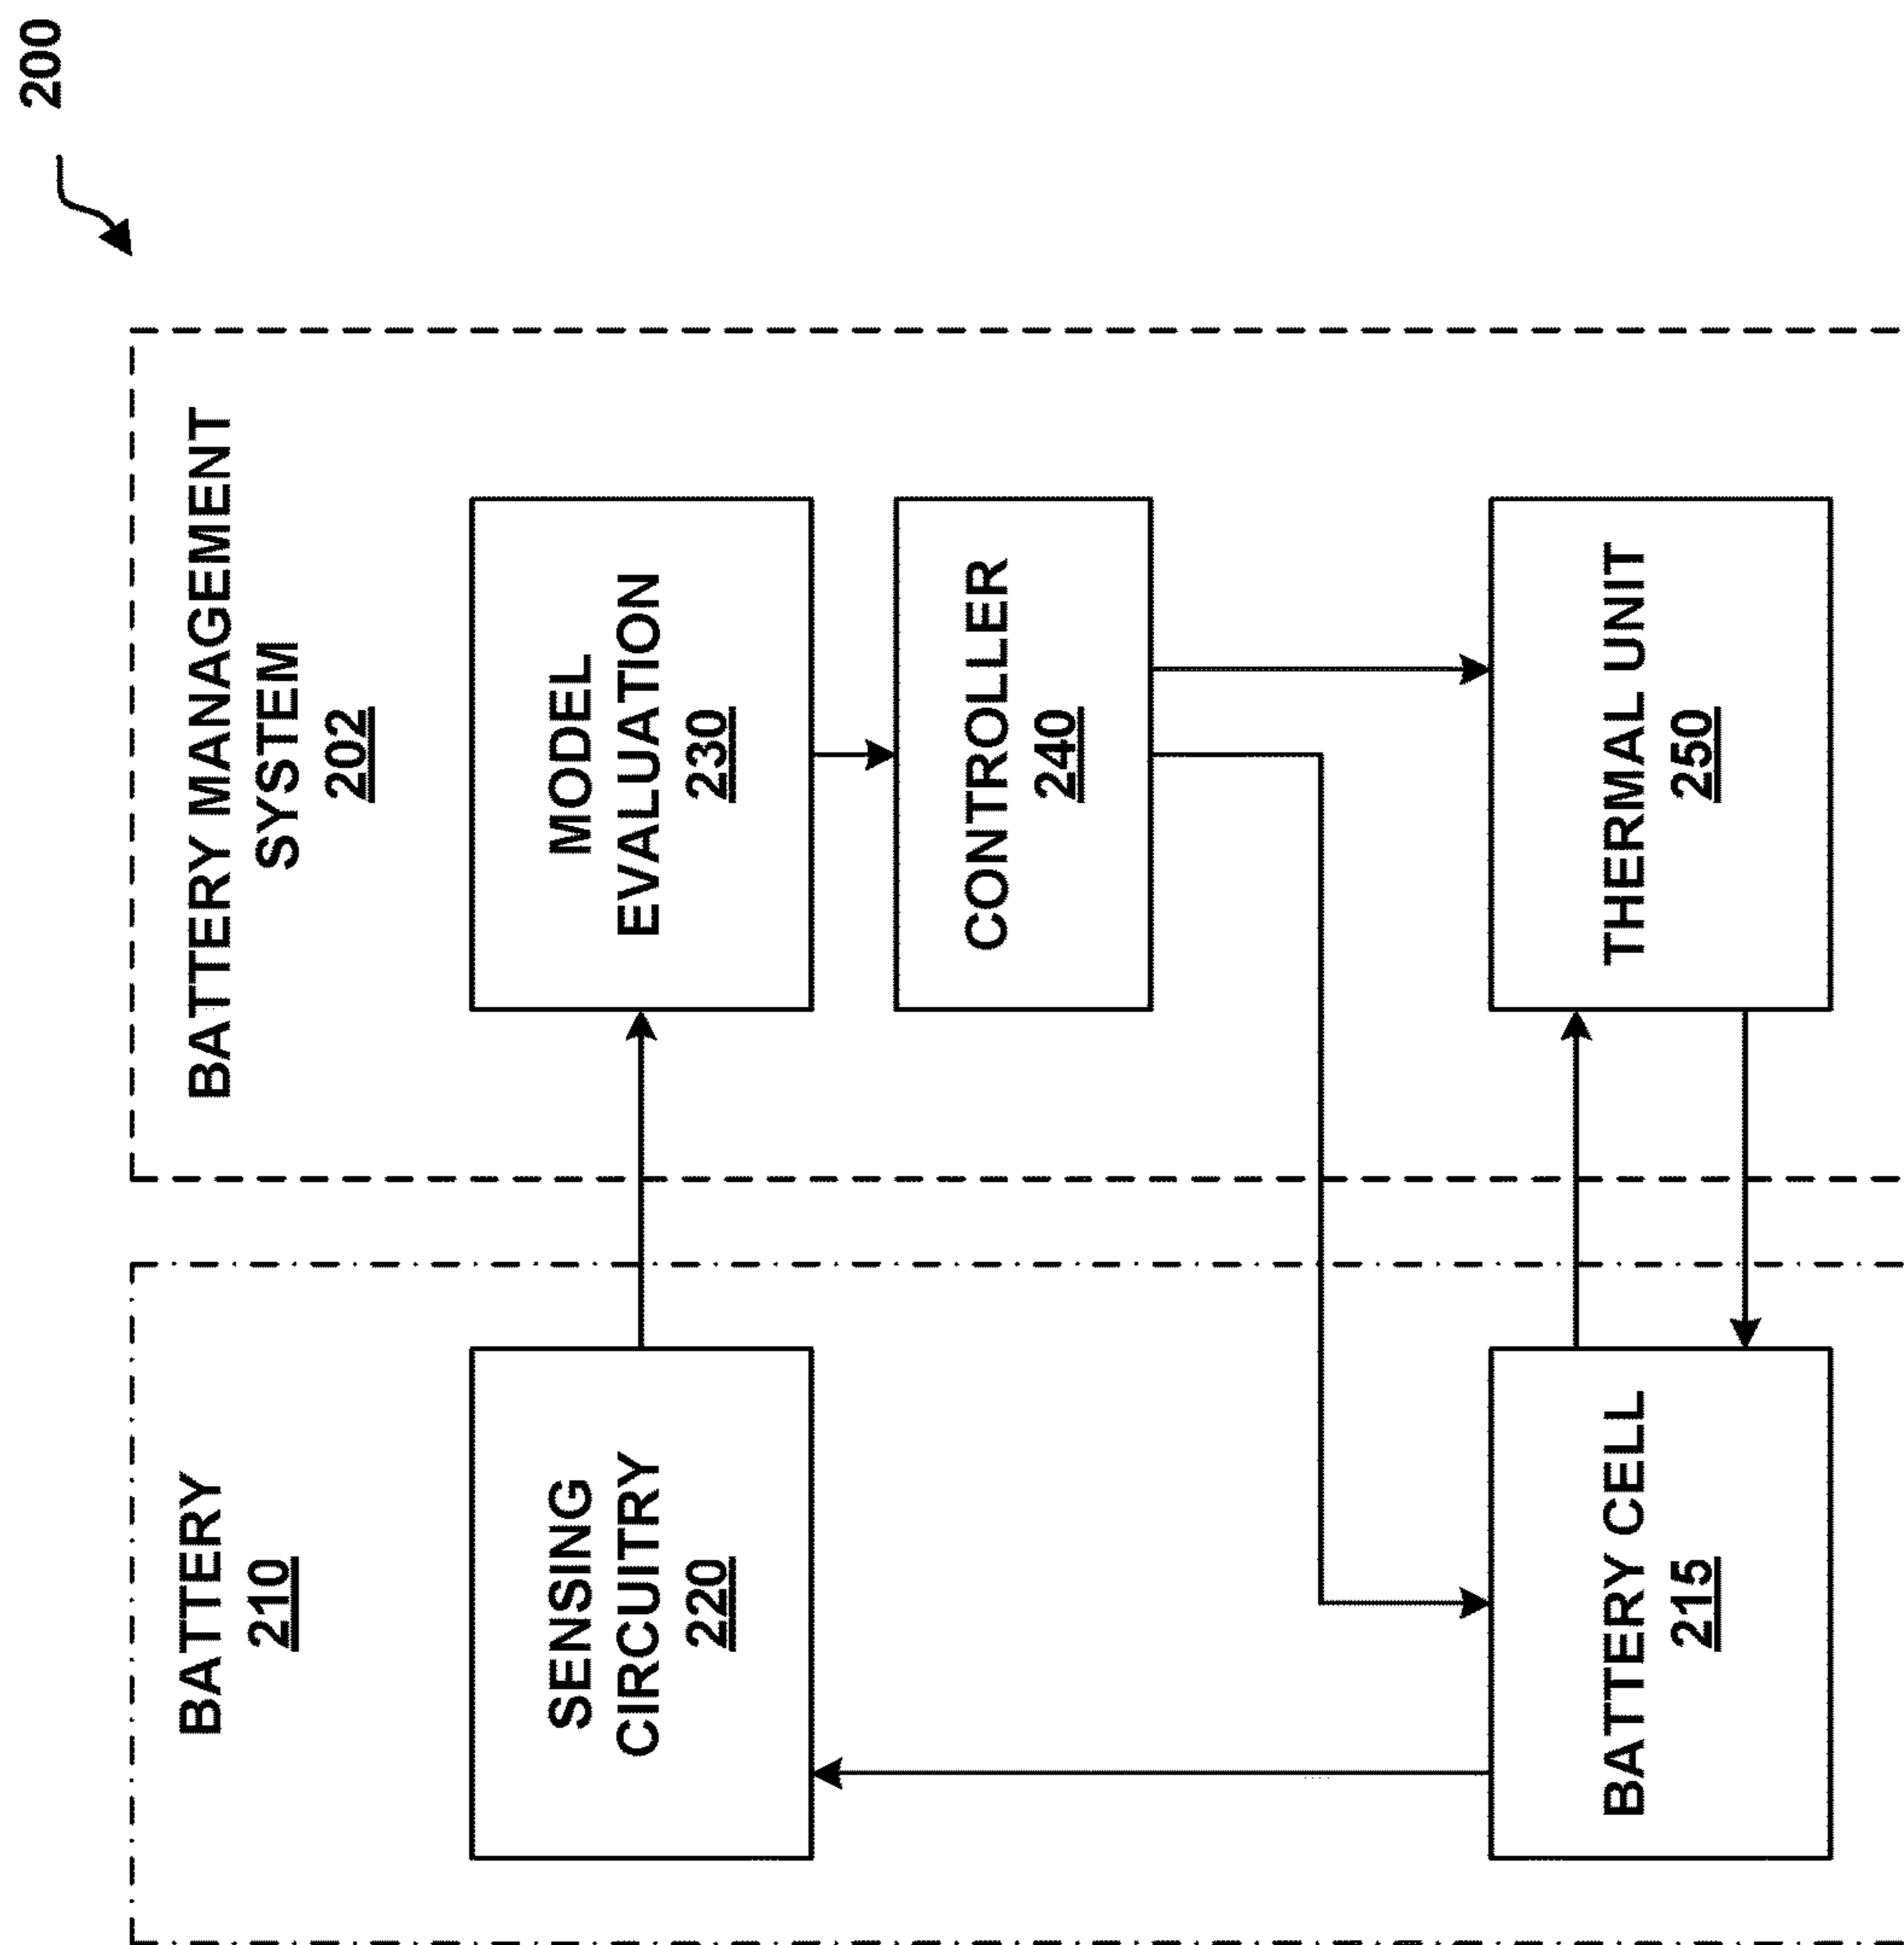 200
BATTERY
210
BATTERY MANAGEMENT
SYSTEM
202
SENSING
CIRCUITRY
220
MODEL
EVALUATION
230
CONTROLLER
240
BATTERY CELL
215
THERMAL UNIT
250